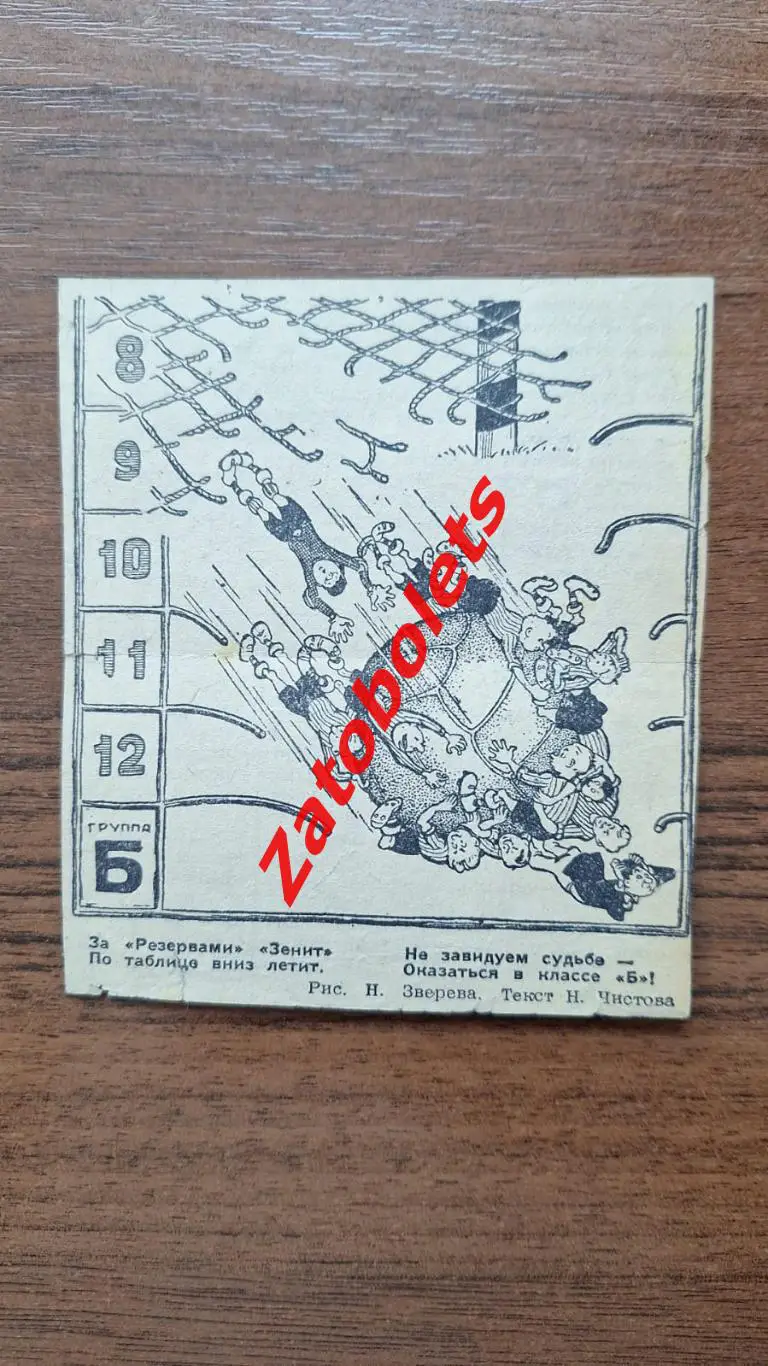 8
9
10
11
12
ГРУППА
Б
Zatobolets
За «Резервами» «Зенит»
По таблице вниз летит.
Не завидуем судьбе —
Оказаться в классе «Б»!
Рис. Н. Зверева. Текст Н. Чистова